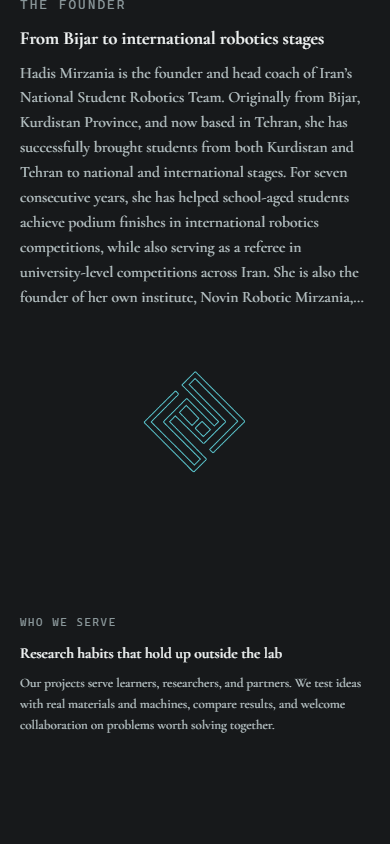 THE FOUNDER
From Bijar to international robotics stages
Hadis Mirzania is the founder and head coach of Iran's
National Student Robotics Team. Originally from Bijar,
Kurdistan Province, and now based in Tehran, she has
successfully brought students from both Kurdistan and
Tehran to national and international stages. For seven
consecutive years, she has helped school-aged students
achieve podium finishes in international robotics
competitions, while also serving as a referee in
university-level competitions across Iran. She is also the
founder of her own institute, Novin Robotic Mirzania,...
WHO WE SERVE
Research habits that hold up outside the lab
Our projects serve learners, researchers, and partners. We test ideas
with real materials and machines, compare results, and welcome
collaboration on problems worth solving together.